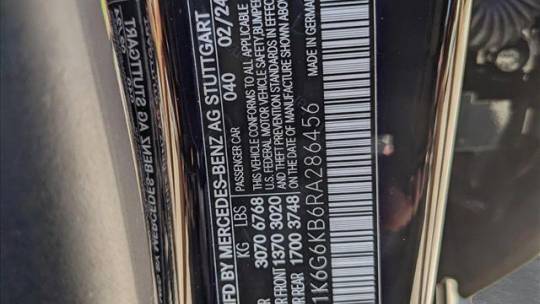 MFD BY MERCEDES-BENZ AG STUTTGART
040 02/24
KG LBS PASSENGER CAR
3070 6768 THIS VEHICLE CONFORMS TO ALL APPLICABLE
U.S. FEDERAL MOTOR VEHICLE SAFETY, BUMPER
FRONT 1370 3020 AND THEFT PREVENTION STANDARDS IN EFFECT
REAR 1700 3748 ON THE DATE OF MANUFACTURE SHOWN ABOVE
1K6G6KB6RA286456 MADE IN GERMAN